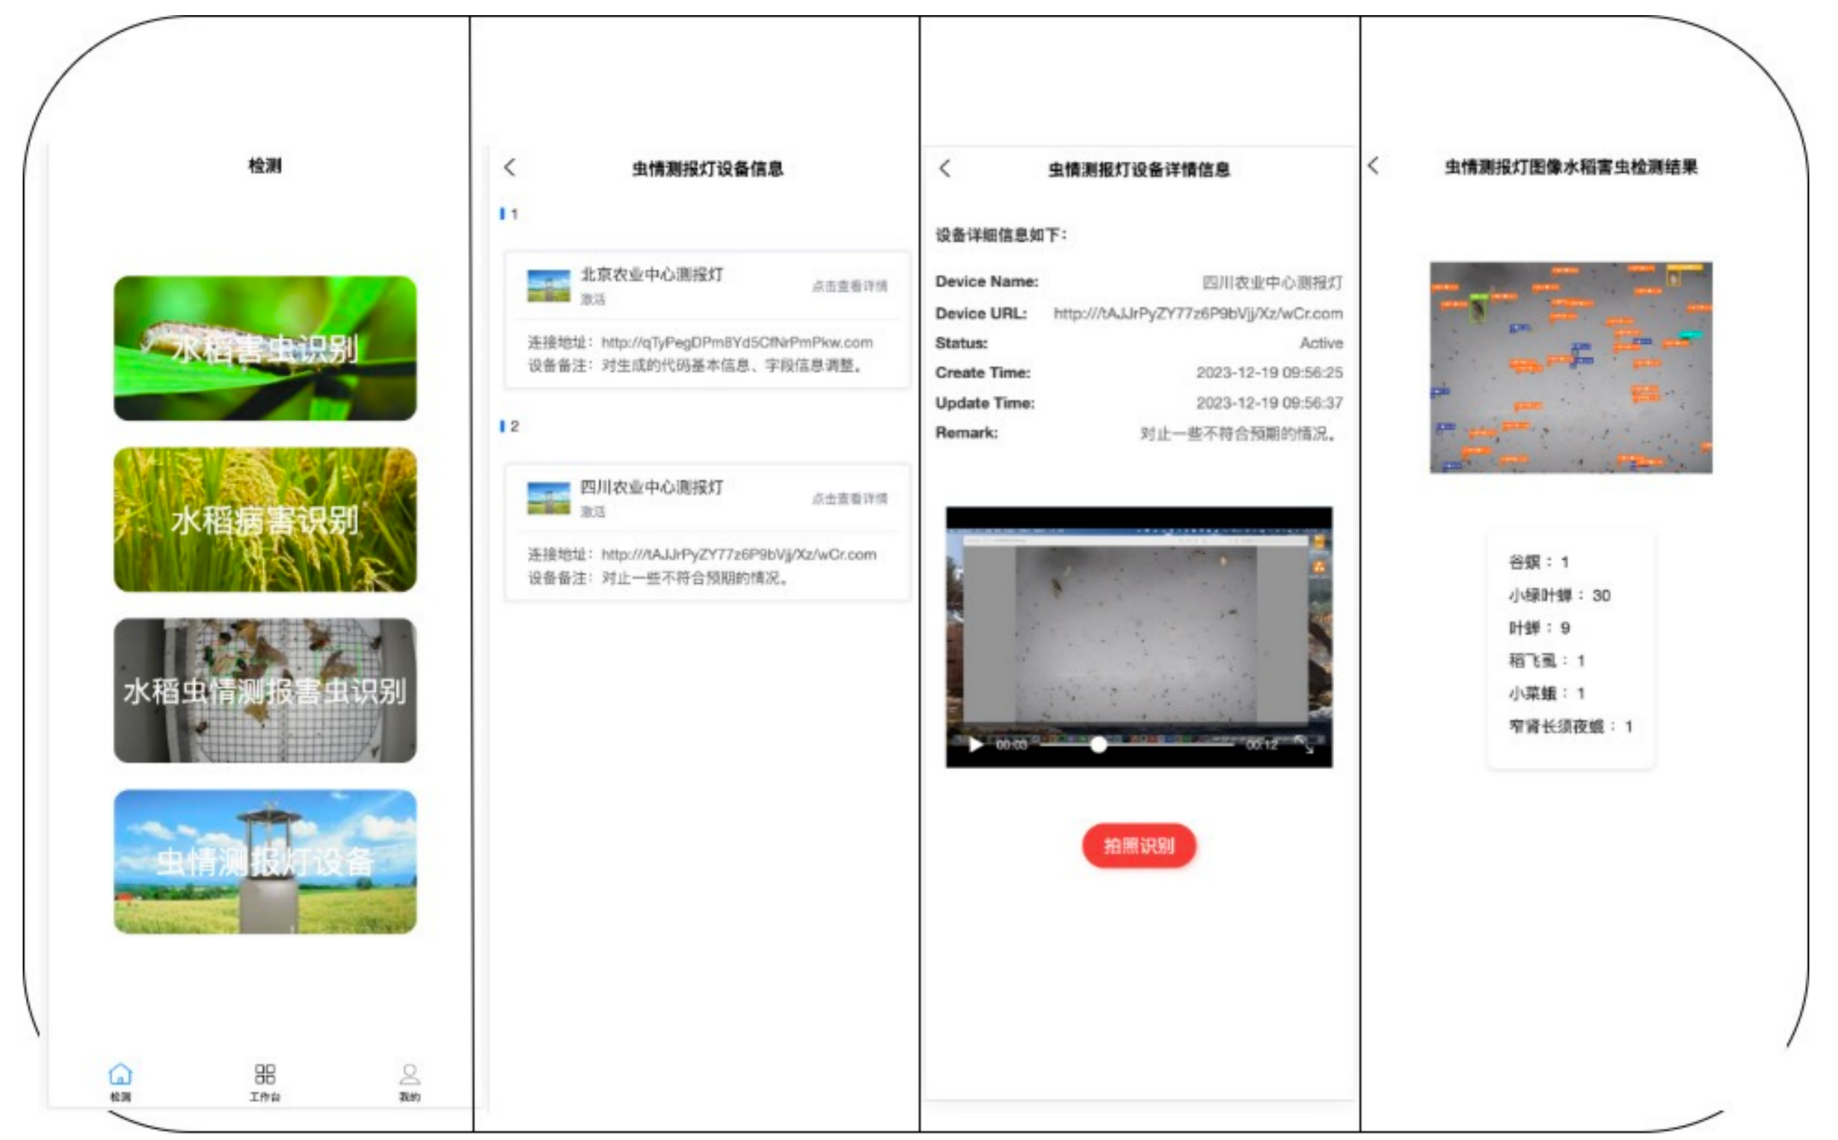 检测
水稻害虫识别
水稻病害识别
水稻虫情测报害虫识别
虫情测报灯设备
检测
工作台
我的
虫情测报灯设备信息
1
北京农业中心测报灯
点击查看详情
激活
连接地址：http://qTyPegDPm8Yd5CfNrPmPkw.com
设备备注：对生成的代码基本信息、字段信息调整。
2
四川农业中心测报灯
点击查看详情
激活
连接地址：http:///tAJJrPyZY77z6P9bVjj/Xz/wCr.com
设备备注：对止一些不符合预期的情况。
虫情测报灯设备详情信息
设备详细信息如下：
Device Name: 四川农业中心测报灯
Device URL: http:///tAJJrPyZY77z6P9bVjj/Xz/wCr.com
Status: Active
Create Time: 2023-12-19 09:56:25
Update Time: 2023-12-19 09:56:37
Remark: 对止一些不符合预期的情况。
00:03
00:12
拍照识别
虫情测报灯图像水稻害虫检测结果
谷螟：1
小绿叶蝉：30
叶蝉：9
稻飞虱：1
小菜蛾：1
窄肾长须夜蛾：1